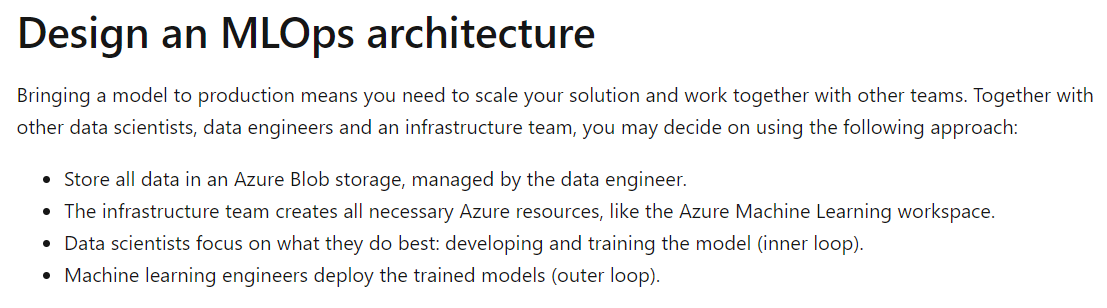 Design an MLOps architecture
Bringing a model to production means you need to scale your solution and work together with other teams. Together with
other data scientists, data engineers and an infrastructure team, you may decide on using the following approach:
• Store all data in an Azure Blob storage, managed by the data engineer.
• The infrastructure team creates all necessary Azure resources, like the Azure Machine Learning workspace.
• Data scientists focus on what they do best: developing and training the model (inner loop).
• Machine learning engineers deploy the trained models (outer loop).